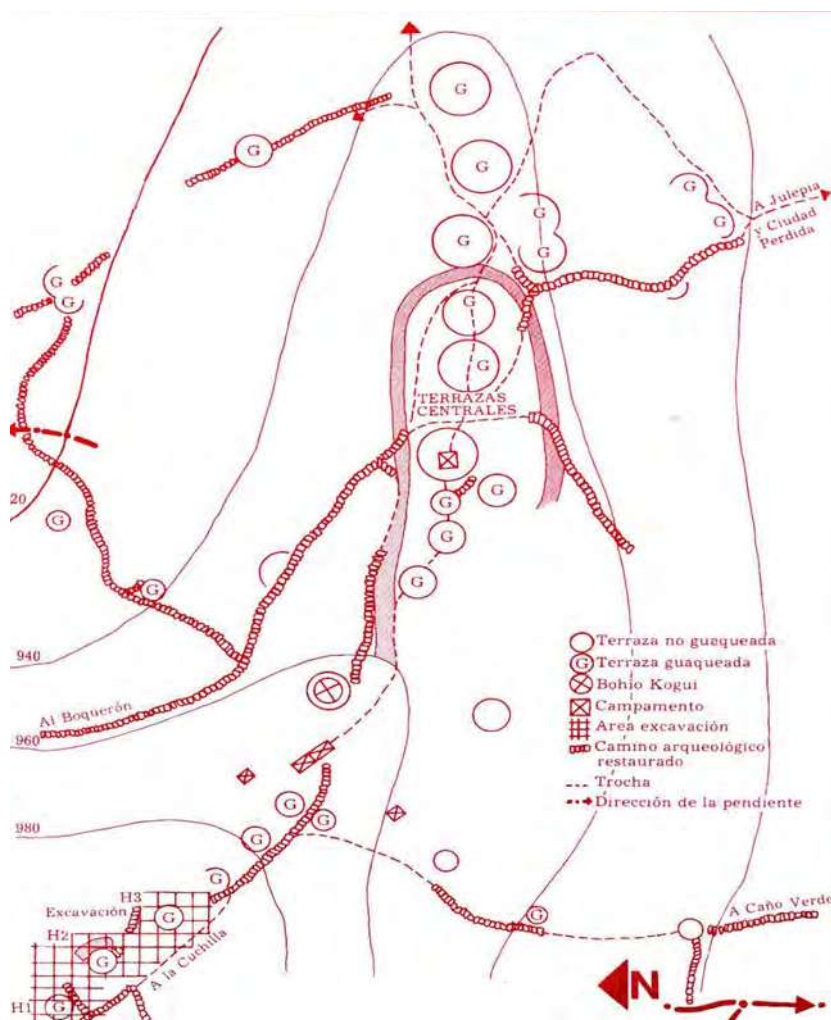 G
G
G
G
G
A Julepia
y Ciudad
Perdida
G
G
G
G
G
G
G
TERRAZAS
CENTRALES
20
G
G
G
G
G
G
940
Terraza no guaqueada
G Terraza guaqueada
Bohío Kogui
Campamento
Area excavación
Camino arqueológico
restaurado
Trocha
Dirección de la pendiente
Al Boquerón
960
980
G
G
G
G
H3
Excavación
G
G
A Caño Verde
H2
G
A la Cuchilla
H1
G
N